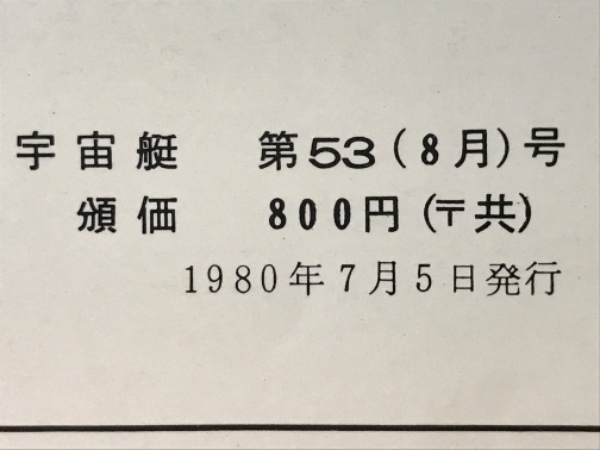 宇宙艇 第53(8月)号
頒価 800円(〒共)
1980年7月5日発行